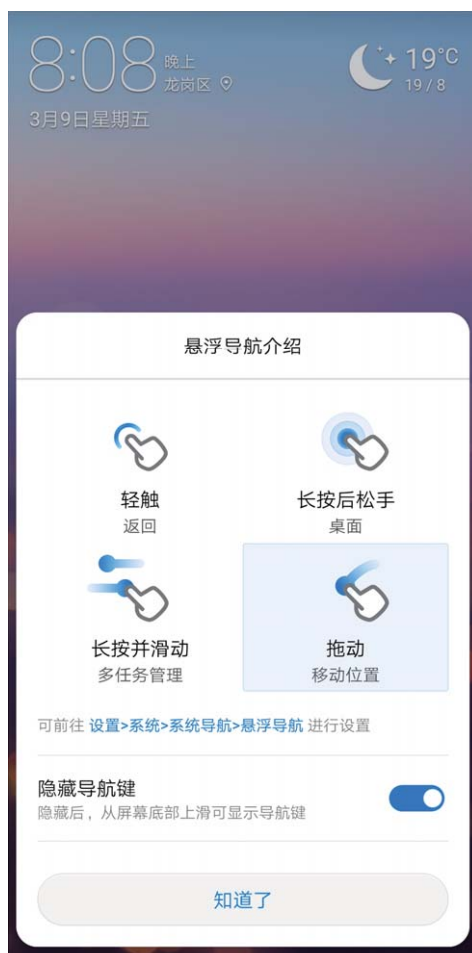 8:08 晚上
龙岗区
19°C
19 / 8
3月9日星期五
悬浮导航介绍
轻触
返回
长按后松手
桌面
长按并滑动
多任务管理
拖动
移动位置
可前往 设置>系统>系统导航>悬浮导航 进行设置
隐藏导航键
隐藏后，从屏幕底部上滑可显示导航键
知道了